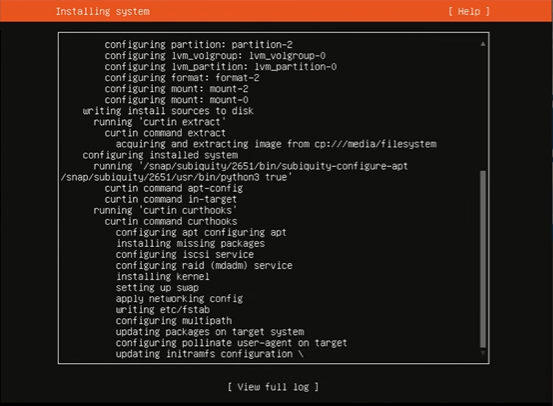 Installing system
[ Help ]
configuring partition: partition-2
configuring lvm_volgroup: lvm_volgroup-0
configuring lvm_partition: lvm_partition-0
configuring format: format-2
configuring mount: mount-2
configuring mount: mount-0
writing install sources to disk
running 'curtin extract'
curtin command extract
acquiring and extracting image from cp:///media/filesystem
configuring installed system
running '/snap/subiquity/2651/bin/subiquity-configure-apt
/snap/subiquity/2651/usr/bin/python3 true'
curtin command apt-config
curtin command in-target
running 'curtin curthooks'
curtin command curthooks
configuring apt configuring apt
installing missing packages
configuring iscsi service
configuring raid (mdadm) service
installing kernel
setting up swap
apply networking config
writing etc/fstab
configuring multipath
updating packages on target system
configuring pollinate user-agent on target
updating initramfs configuration \
[ View full log ]